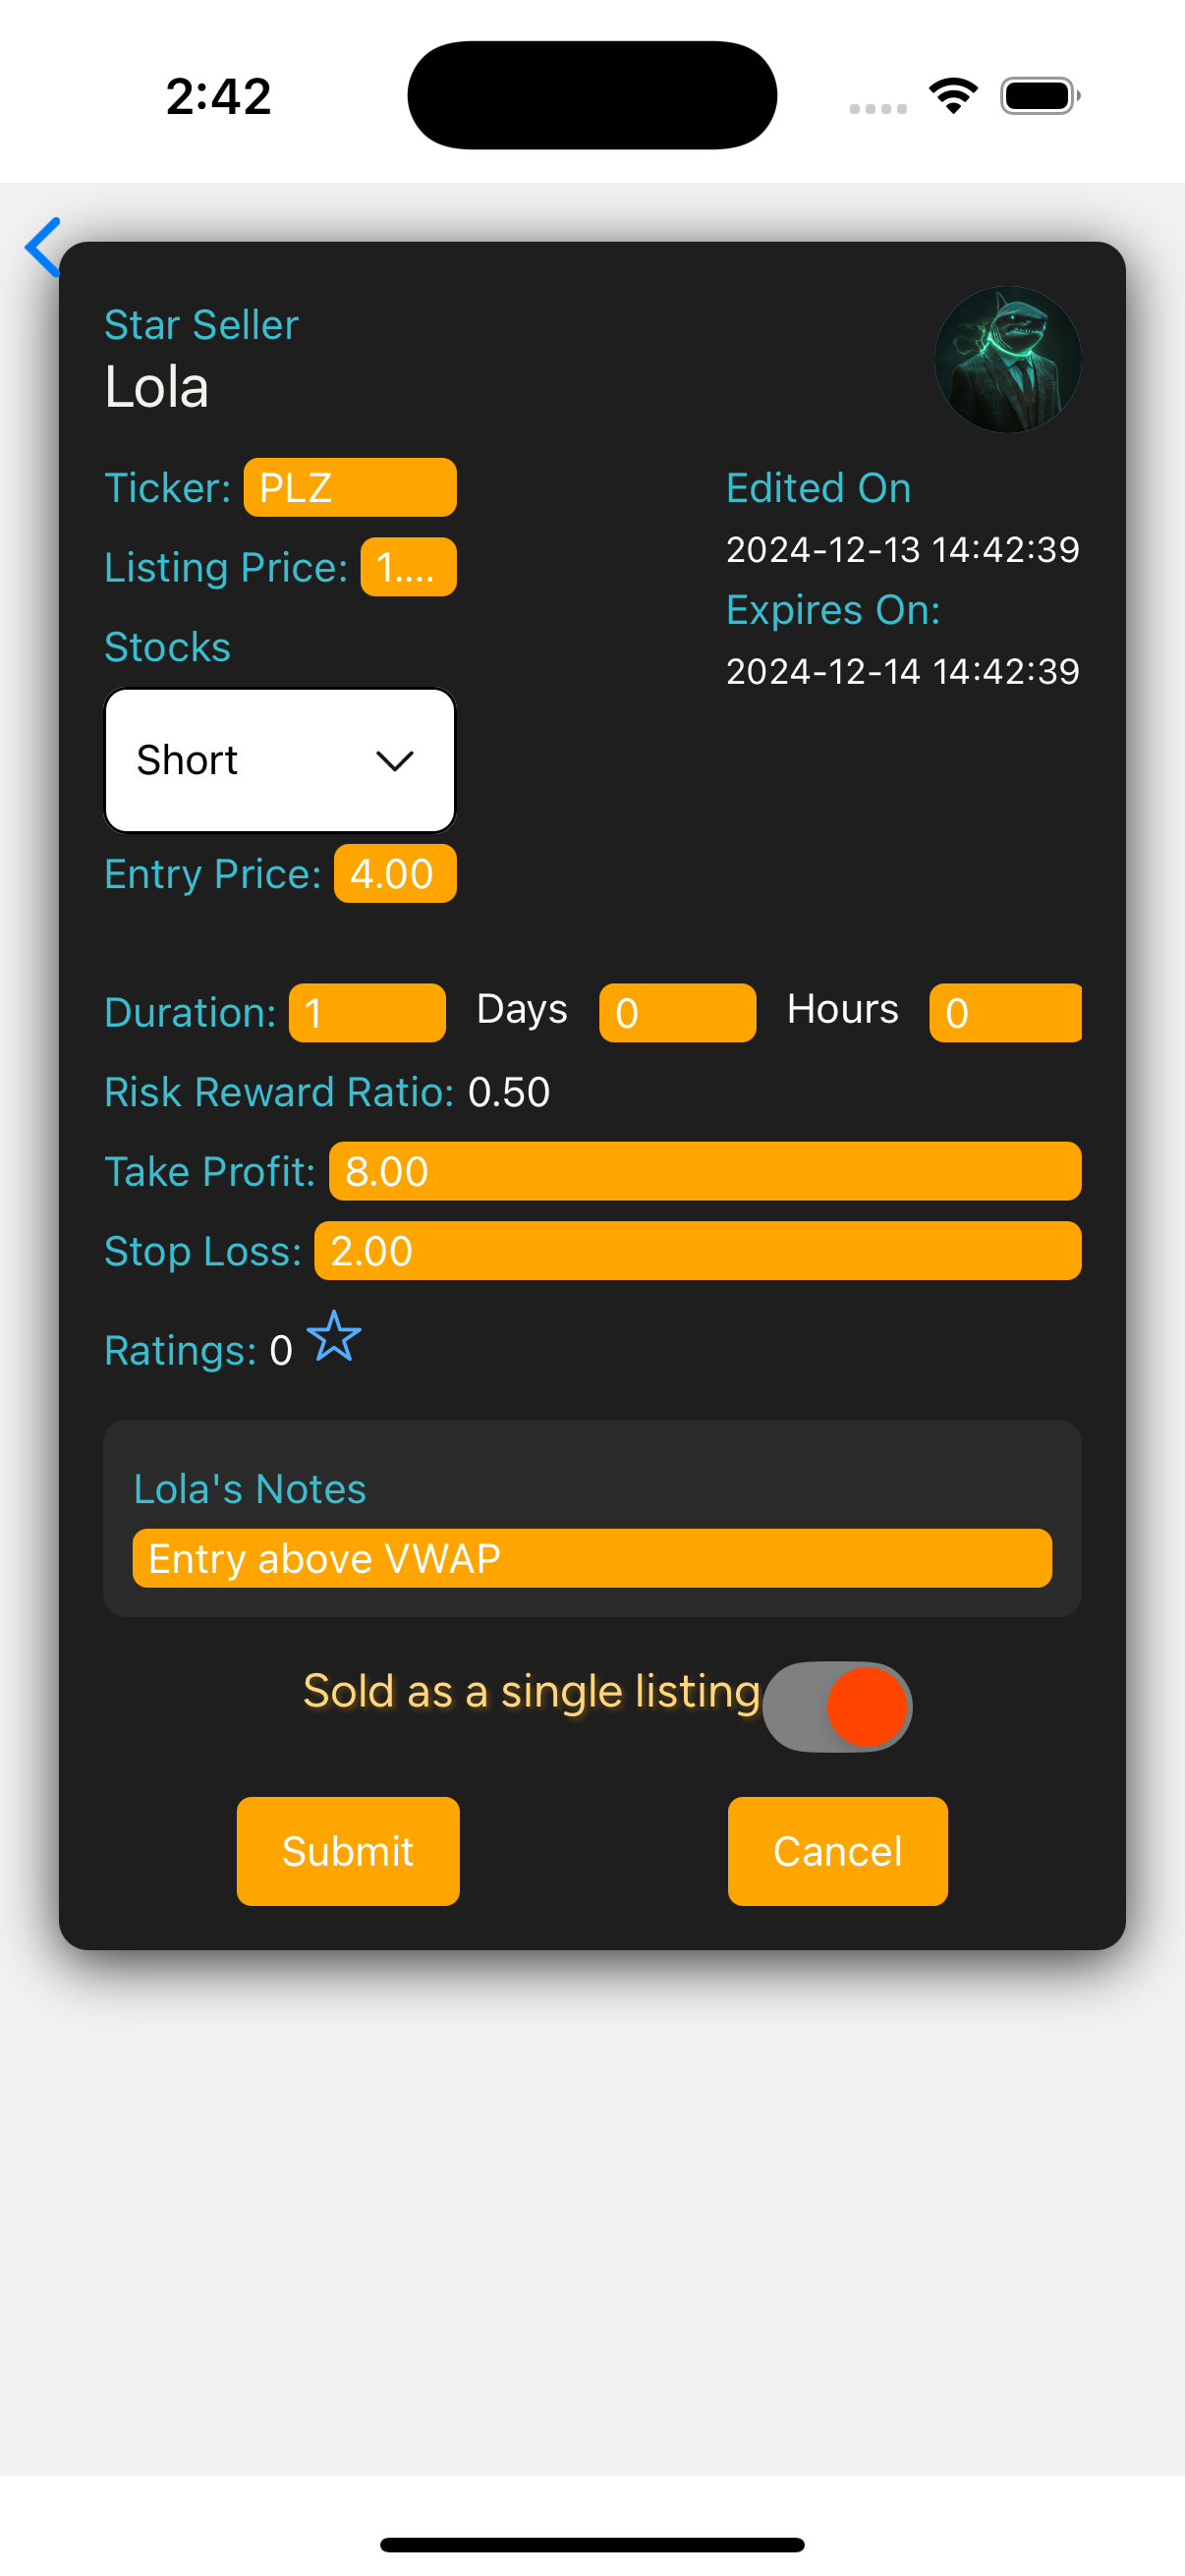 2:42
Star Seller
Lola
Ticker: PLZ
Edited On
Listing Price: 1....
2024-12-13 14:42:39
Expires On:
Stocks
2024-12-14 14:42:39
Short
Entry Price: 4.00
Duration: 1 Days 0 Hours 0
Risk Reward Ratio: 0.50
Take Profit: 8.00
Stop Loss: 2.00
Ratings: 0
Lola's Notes
Entry above VWAP
Sold as a single listing
Submit Cancel